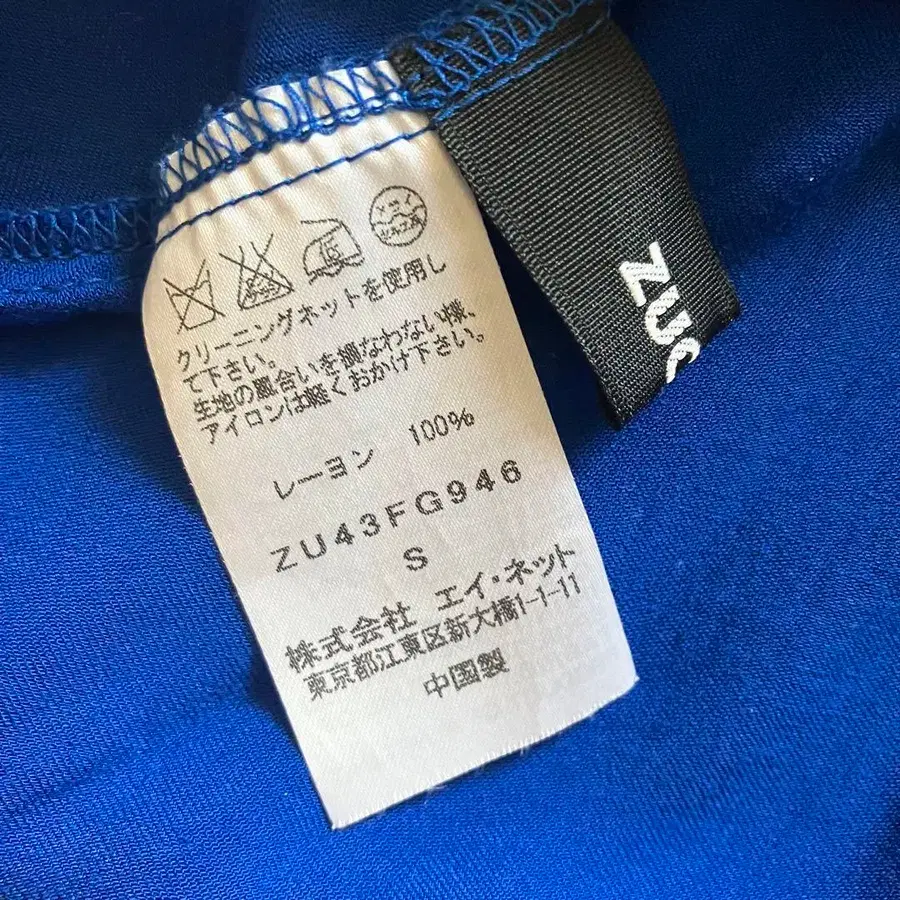 クリーニングネットを使用し
て下さい。
生地の風合いを損なわない様、
アイロンは軽くおかけ下さい。
レーヨン 100%
ZU43FG946
S
株式会社 エイ・ネット
東京都江東区新大橋1-1-11
中国製
ZUC